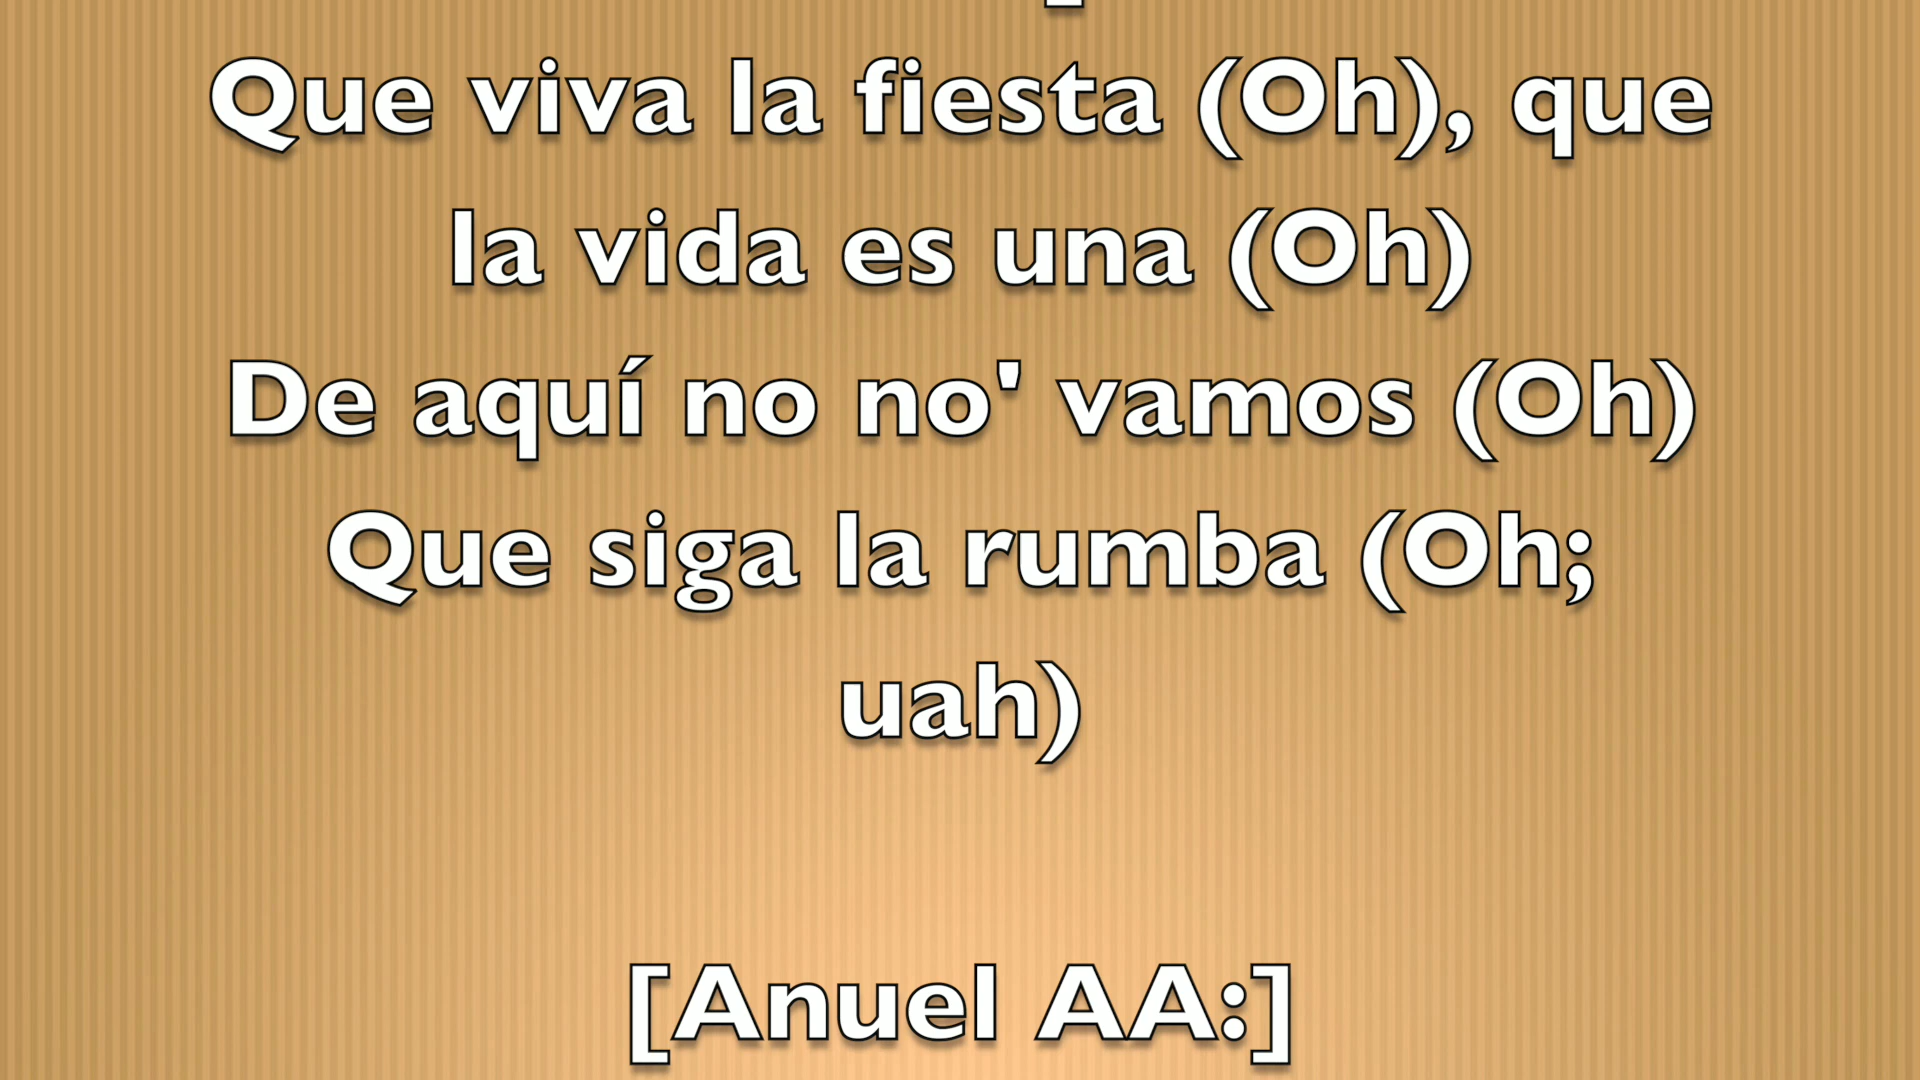 Que viva la fiesta (Oh), que
la vida es una (Oh)
De aquí no no' vamos (Oh)
Que siga la rumba (Oh;
uah)
[Anuel AA:]